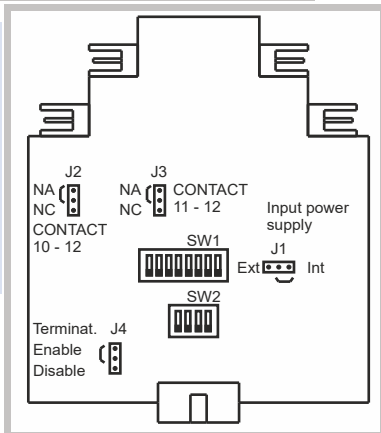 J2
J3
NA
NC
CONTACT
10 - 12
NA
NC
CONTACT
11 - 12
Input power
supply
J1
Ext
Int
SW1
SW2
Terminat. J4
Enable
Disable